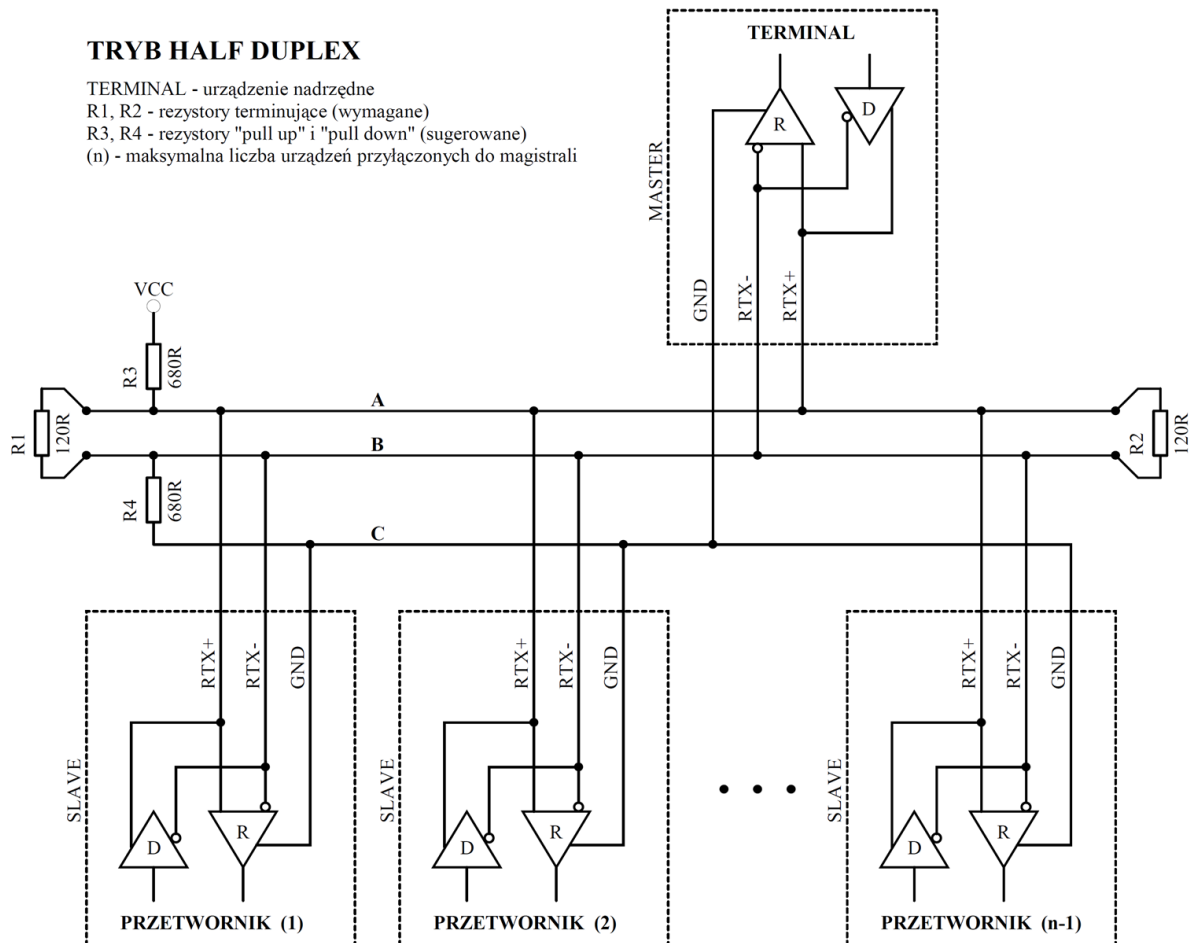 TRYB HALF DUPLEX
TERMINAL - urządzenie nadrzędne
R1, R2 - rezystory terminujące (wymagane)
R3, R4 - rezystory "pull up" i "pull down" (sugerowane)
(n) - maksymalna liczba urządzeń przyłączonych do magistrali
TERMINAL
R
D
MASTER
GND
RTX-
RTX+
VCC
R3
680R
R1
120R
A
B
R2
120R
R4
680R
C
RTX+
RTX-
GND
SLAVE
D
R
PRZETWORNIK (1)
RTX+
RTX-
GND
SLAVE
D
R
PRZETWORNIK (2)
RTX+
RTX-
GND
SLAVE
D
R
PRZETWORNIK (n-1)